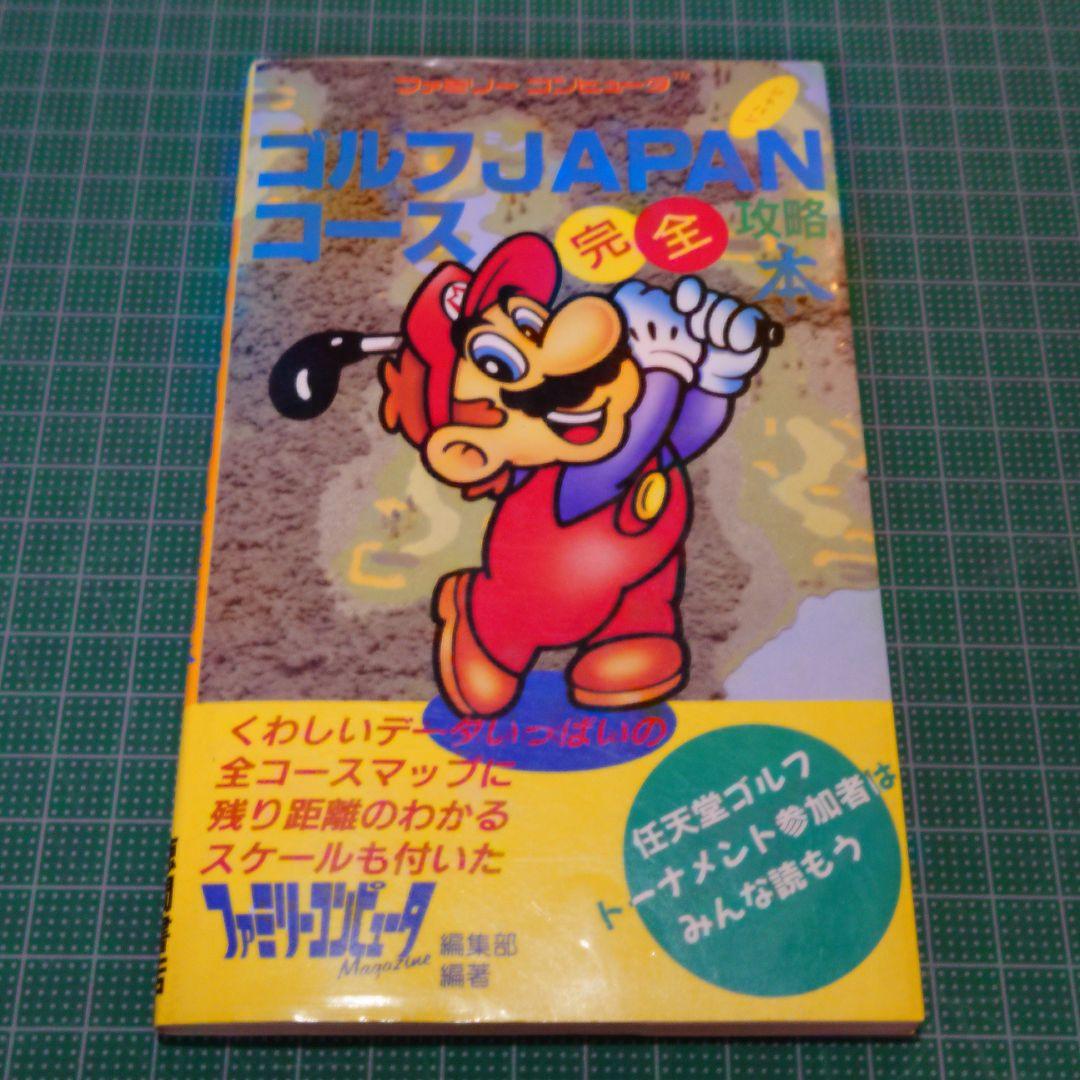 ファミリー コンピュータ™
ゴルフJAPAN
コース
完全攻略
本
M
くわしいデータいっぱいの
全コースマップに
残り距離のわかる
スケールも付いた
ファミリーコンピュータ
Magazine
編集部
編著
任天堂ゴルフ
トーナメント参加者は
みんな読もう